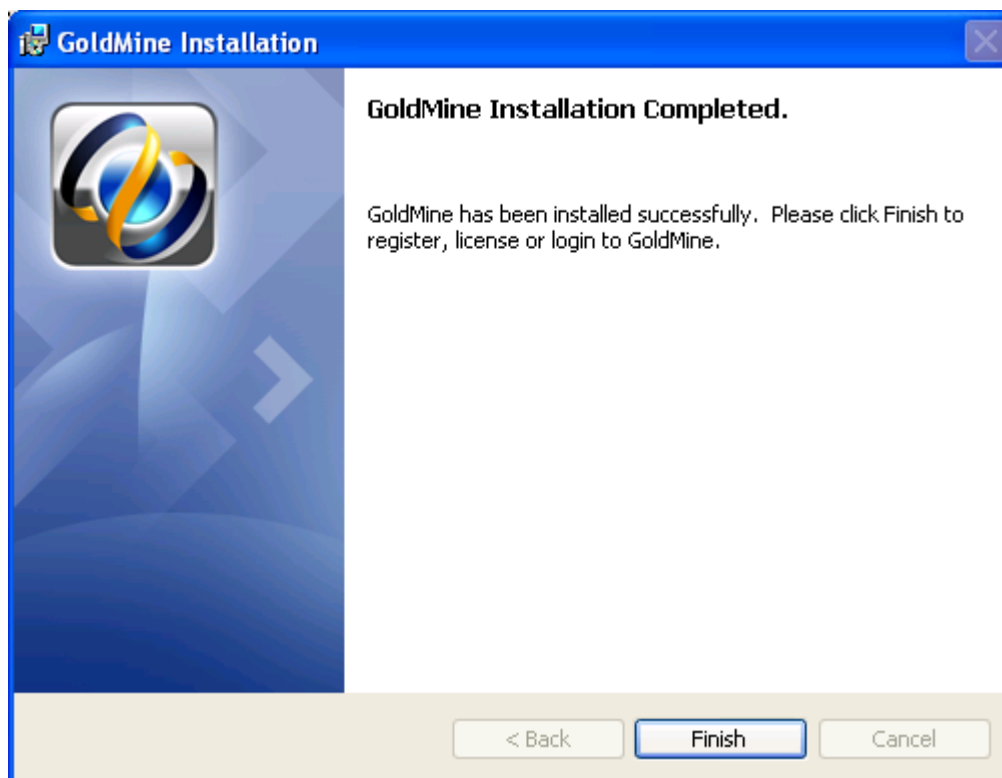 GoldMine Installation
GoldMine Installation Completed.
GoldMine has been installed successfully. Please click Finish to
register, license or login to GoldMine.
< Back
Finish
Cancel